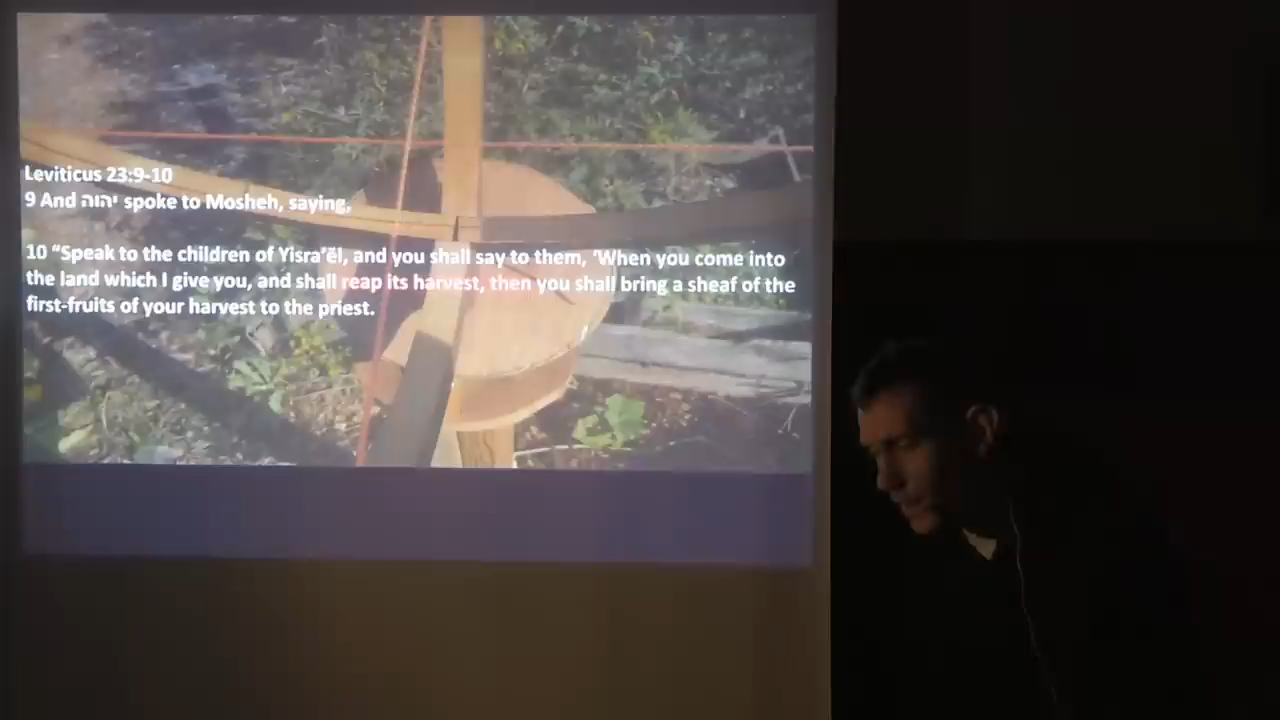 Leviticus 23:9-10
9 And יהוה spoke to Mosheh, saying,
10 “Speak to the children of Yisra’ĕl, and you shall say to them, ‘When you come into
the land which I give you, and shall reap its harvest, then you shall bring a sheaf of the
first-fruits of your harvest to the priest.